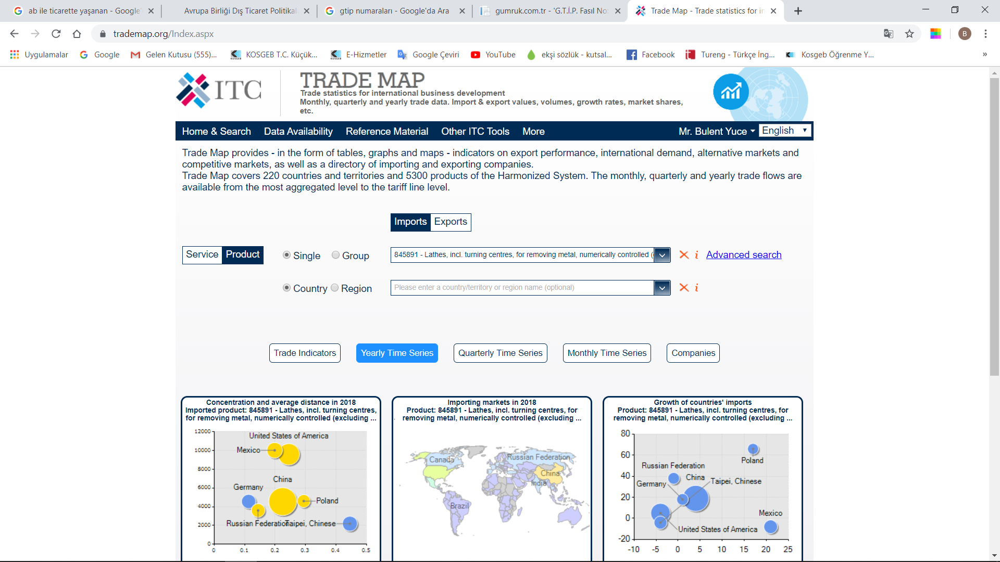 ab ile ticarette yaşanan - Google'
Avrupa Birliği Dış Ticaret Politikal
gtip numaraları - Google'da Ara
gumruk.com.tr - 'G.T.İ.P. Fasıl No:
Trade Map - Trade statistics for in
trademap.org/Index.aspx
B
Uygulamalar
Google
Gelen Kutusu (555)...
KOSGEB T.C. Küçük...
E-Hizmetler
Google Çeviri
YouTube
ekşi sözlük - kutsal...
Facebook
Tureng - Türkçe İng...
Kosgeb Öğrenme Y...
»
ITC
TRADE MAP
Trade statistics for international business development
Monthly, quarterly and yearly trade data. Import & export values, volumes, growth rates, market shares,
etc.
Home & Search
Data Availability
Reference Material
Other ITC Tools
More
Mr. Bulent Yuce
English
Trade Map provides - in the form of tables, graphs and maps - indicators on export performance, international demand, alternative markets and
competitive markets, as well as a directory of importing and exporting companies.
Trade Map covers 220 countries and territories and 5300 products of the Harmonized System. The monthly, quarterly and yearly trade flows are
available from the most aggregated level to the tariff line level.
Imports
Exports
Service
Product
Single
Group
845891 - Lathes, incl. turning centres, for removing metal, numerically controlled (
i
Advanced search
Country
Region
Please enter a country/territory or region name (optional)
i
Trade Indicators
Yearly Time Series
Quarterly Time Series
Monthly Time Series
Companies
Concentration and average distance in 2018
Imported product: 845891 - Lathes, incl. turning centres,
for removing metal, numerically controlled (excluding ...
12000
10000
8000
6000
4000
2000
0
0
0.1
0.2
0.3
0.4
0.5
United States of America
Mexico
China
Germany
Poland
Russian Federation
Taipei, Chinese
Importing markets in 2018
Product: 845891 - Lathes, incl. turning centres, for
removing metal, numerically controlled (excluding ...
Canada
Russian Federation
China
India
Brazil
Growth of countries' imports
Product: 845891 - Lathes, incl. turning centres, for
removing metal, numerically controlled (excluding ...
80
60
40
20
0
-20
-10
-5
0
5
10
15
20
25
Poland
Russian Federation
China
Taipei, Chinese
Germany
Mexico
United States of America